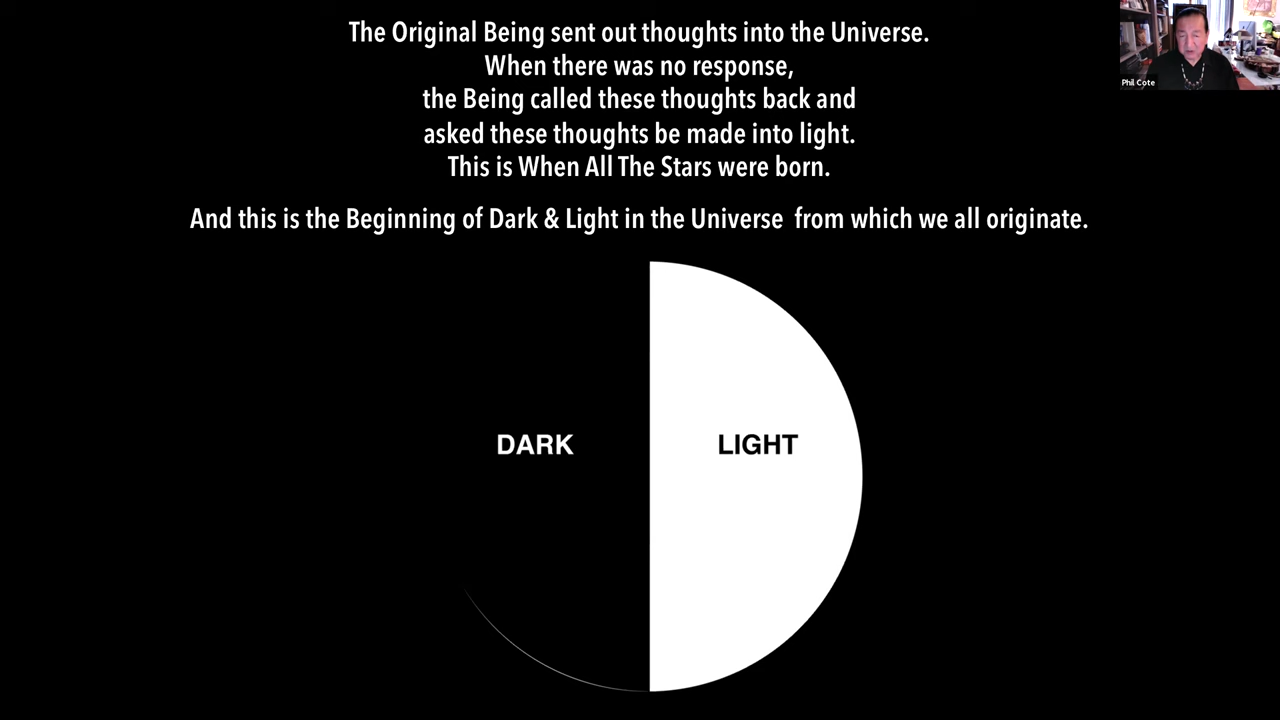 The Original Being sent out thoughts into the Universe.
When there was no response,
the Being called these thoughts back and
asked these thoughts be made into light.
This is When All The Stars were born.
And this is the Beginning of Dark & Light in the Universe from which we all originate.
DARK
LIGHT
Phil Cote